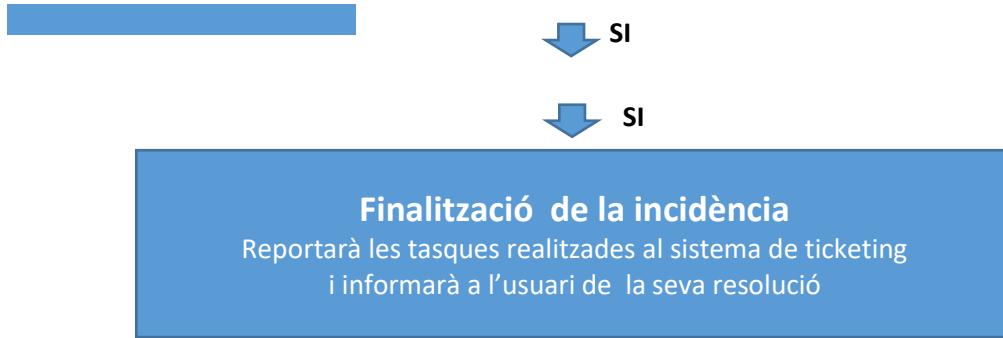 SI
SI
Finalització de la incidència
Reportarà les tasques realitzades al sistema de ticketing
i informarà a l’usuari de la seva resolució